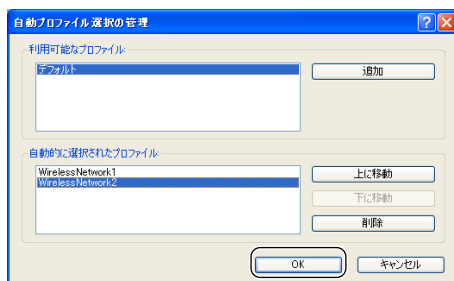 自動プロファイル選択の管理
利用可能なプロファイル:
デフォルト
追加
自動的に選択されたプロファイル:
WirelessNetwork1
WirelessNetwork2
上に移動
下に移動
削除
OK
キャンセル